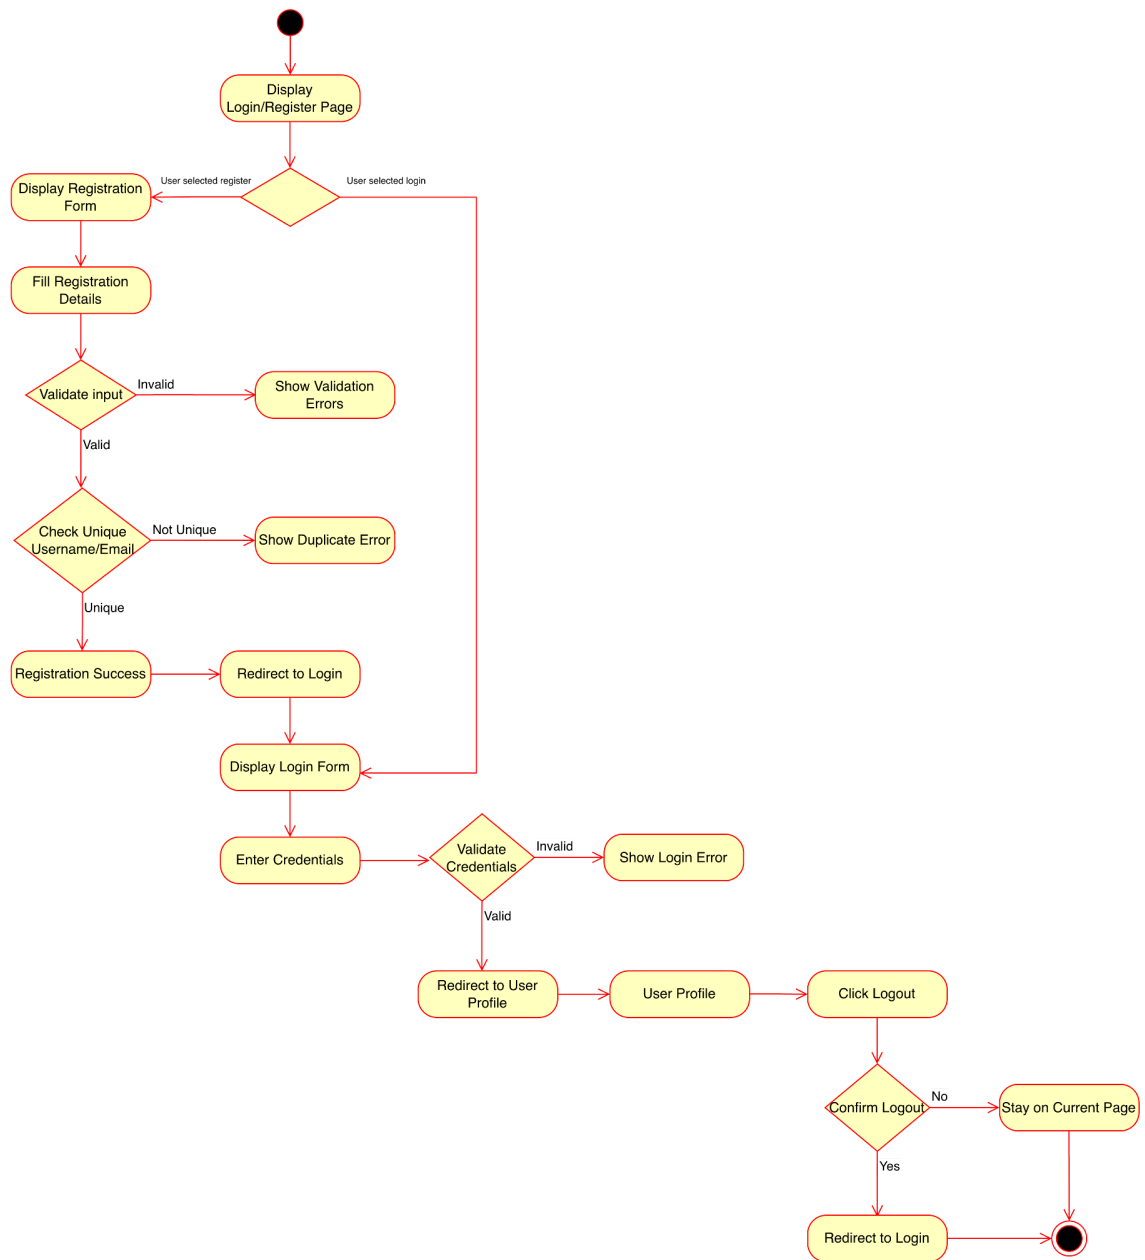 Display
Login/Register Page
User selected register
User selected login
Display Registration
Form
Fill Registration
Details
Validate input
Invalid
Show Validation
Errors
Valid
Check Unique
Username/Email
Not Unique
Show Duplicate Error
Unique
Registration Success
Redirect to Login
Display Login Form
Enter Credentials
Validate
Credentials
Invalid
Show Login Error
Valid
Redirect to User
Profile
User Profile
Click Logout
Confirm Logout
No
Stay on Current Page
Yes
Redirect to Login